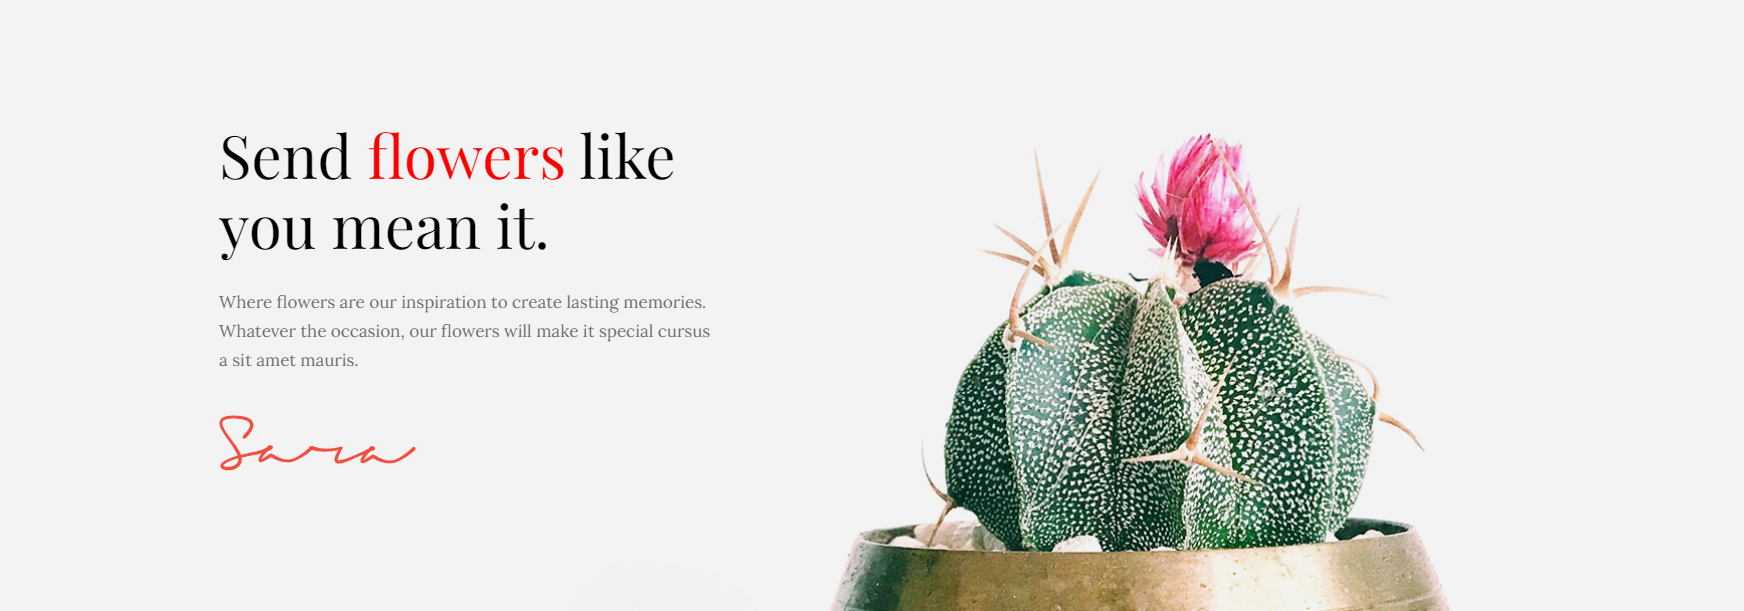 Send flowers like
you mean it.
Where flowers are our inspiration to create lasting memories.
Whatever the occasion, our flowers will make it special cursus
a sit amet mauris.
Sara